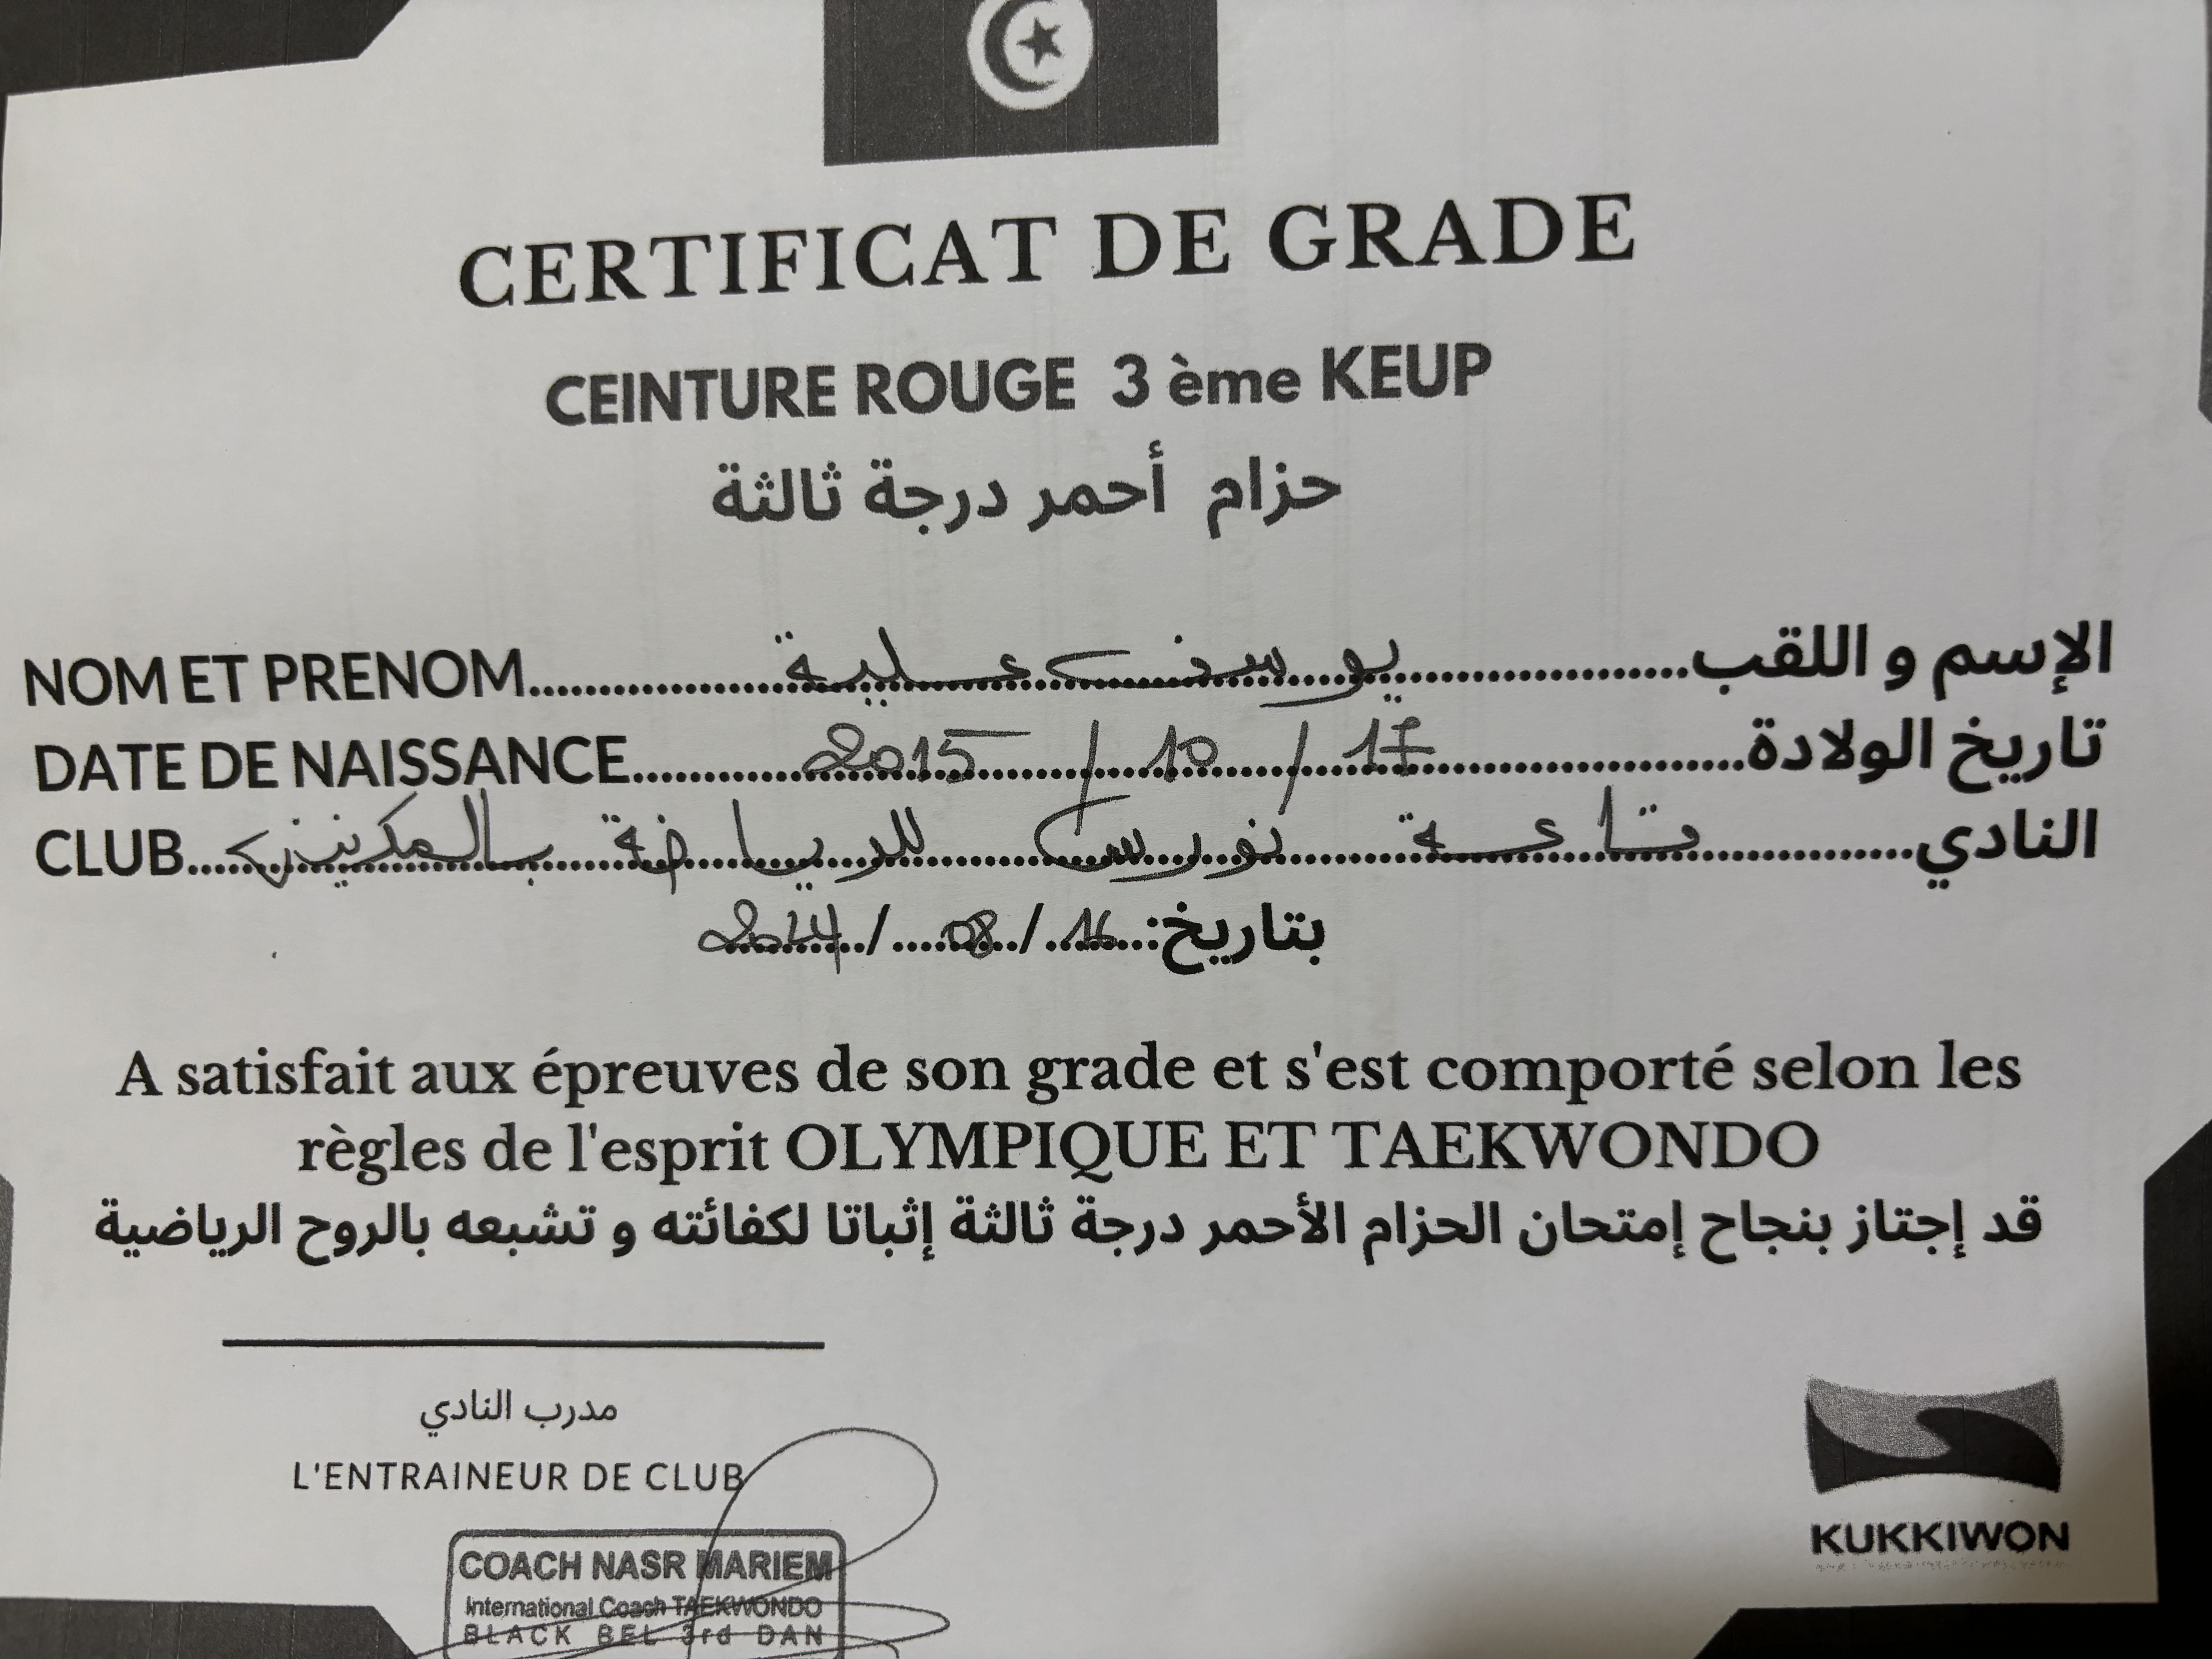 CERTIFICAT DE GRADE
CEINTURE ROUGE 3 ème KEUP
حزام أحمر درجة ثالثة
NOM ET PRENOM.....يوسف علية.....الإسم و اللقب
DATE DE NAISSANCE.....2015 / 10 / 17.....تاريخ الولادة
CLUB.....قاعة نورس للرياضة بالمكنين.....النادي
بتاريخ: 16 / 08 / 2024
A satisfait aux épreuves de son grade et s'est comporté selon les
règles de l'esprit OLYMPIQUE ET TAEKWONDO
قد إجتاز بنجاح إمتحان الحزام الأحمر درجة ثالثة إثباتا لكفائته و تشبعه بالروح الرياضية
مدرب النادي
L'ENTRAINEUR DE CLUB
COACH NASR MARIEM
International Coach TAEKWONDO
BLACK BEL 3rd DAN
KUKKIWON